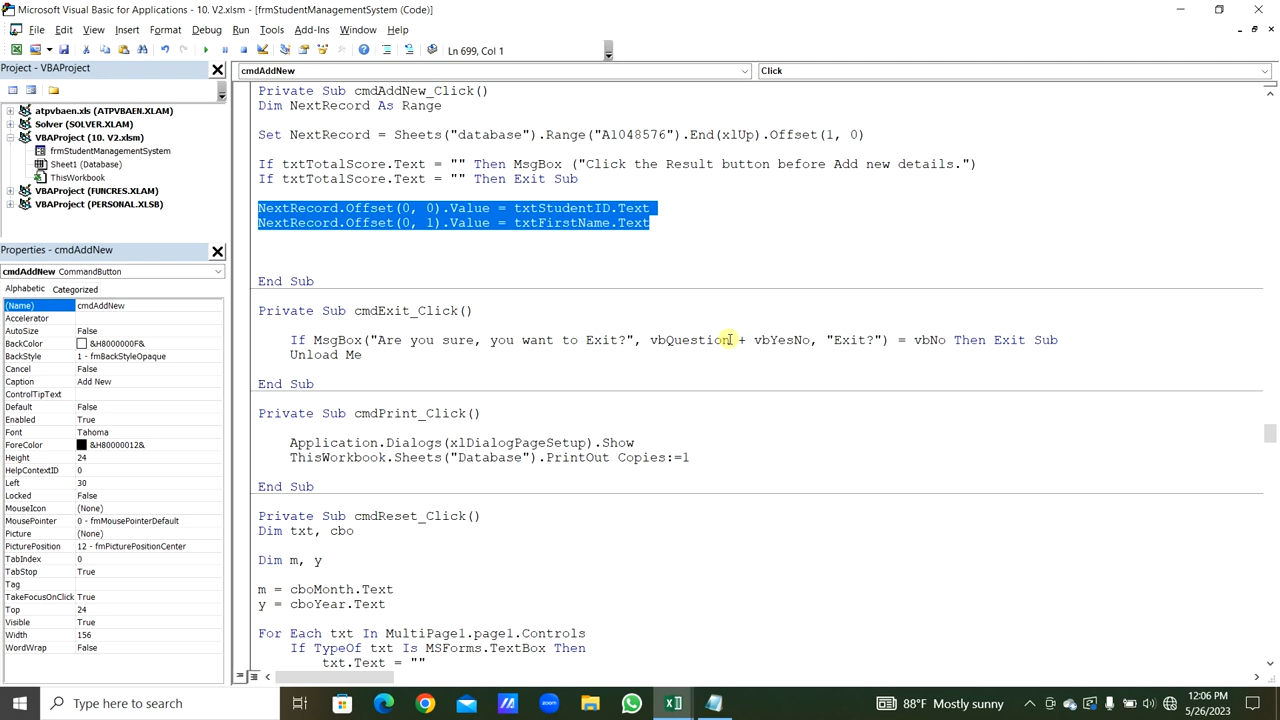 Microsoft Visual Basic for Applications - 10. V2.xlsm - [frmStudentManagementSystem (Code)]
File Edit View Insert Format Debug Run Tools Add-Ins Window Help
Ln 699, Col 1
Project - VBAProject
atpvbaen.xls (ATPVBAEN.XLAM)
Solver (SOLVER.XLAM)
VBAProject (10. V2.xlsm)
frmStudentManagementSystem
Sheet1 (Database)
ThisWorkbook
VBAProject (FUNCRES.XLAM)
VBAProject (PERSONAL.XLSB)
Properties - cmdAddNew
cmdAddNew CommandButton
Alphabetic Categorized
(Name) cmdAddNew
Accelerator
AutoSize False
BackColor &H8000000F&
BackStyle 1 - fmBackStyleOpaque
Cancel False
Caption Add New
ControlTipText
Default False
Enabled True
Font Tahoma
ForeColor &H80000012&
Height 24
HelpContextID 0
Left 30
Locked False
MouseIcon (None)
MousePointer 0 - fmMousePointerDefault
Picture (None)
PicturePosition 12 - fmPicturePositionCenter
TabIndex 0
TabStop True
Tag
TakeFocusOnClick True
Top 24
Visible True
Width 156
WordWrap False
cmdAddNew Click
Private Sub cmdAddNew_Click()
Dim NextRecord As Range
Set NextRecord = Sheets("database").Range("A1048576").End(xlUp).Offset(1, 0)
If txtTotalScore.Text = "" Then MsgBox ("Click the Result button before Add new details.")
If txtTotalScore.Text = "" Then Exit Sub
NextRecord.Offset(0, 0).Value = txtStudentID.Text
NextRecord.Offset(0, 1).Value = txtFirstName.Text
End Sub
Private Sub cmdExit_Click()
If MsgBox("Are you sure, you want to Exit?", vbQuestion + vbYesNo, "Exit?") = vbNo Then Exit Sub
Unload Me
End Sub
Private Sub cmdPrint_Click()
Application.Dialogs(xlDialogPageSetup).Show
ThisWorkbook.Sheets("Database").PrintOut Copies:=1
End Sub
Private Sub cmdReset_Click()
Dim txt, cbo
Dim m, y
m = cboMonth.Text
y = cboYear.Text
For Each txt In MultiPage1.page1.Controls
If TypeOf txt Is MSForms.TextBox Then
txt.Text = ""
Type here to search
zoom
88°F Mostly sunny
12:06 PM
5/26/2023